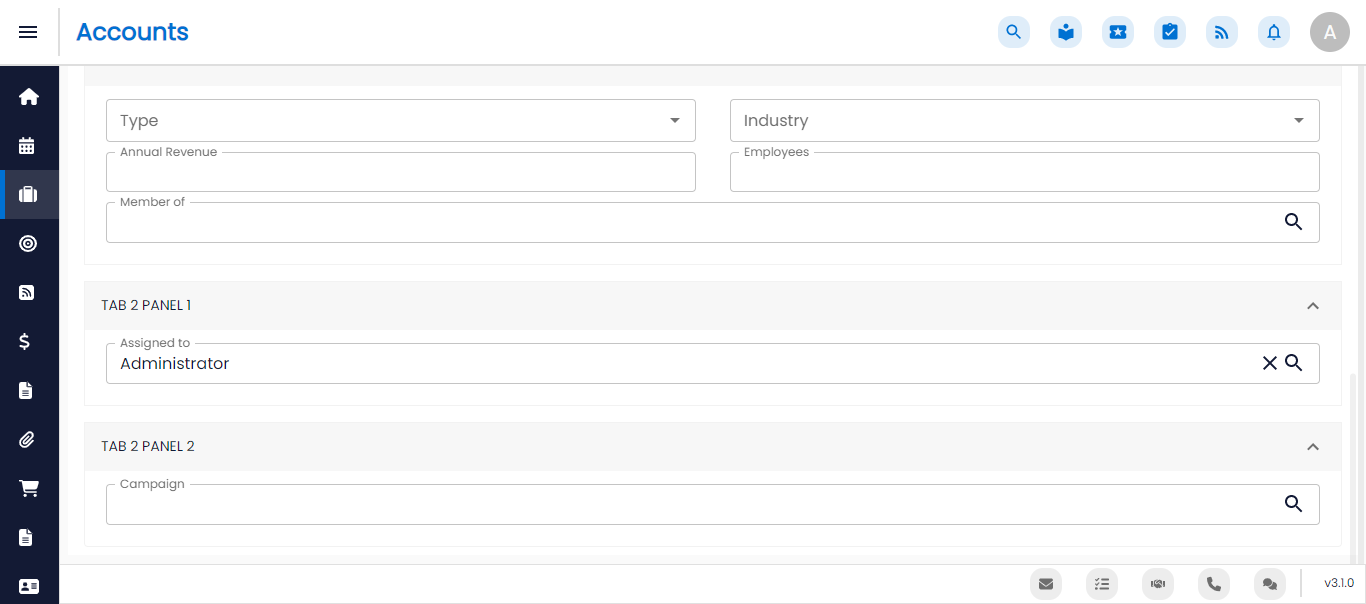 Accounts
A
Type
Industry
Annual Revenue
Employees
Member of
TAB 2 PANEL 1
Assigned to
Administrator
TAB 2 PANEL 2
Campaign
v3.1.0